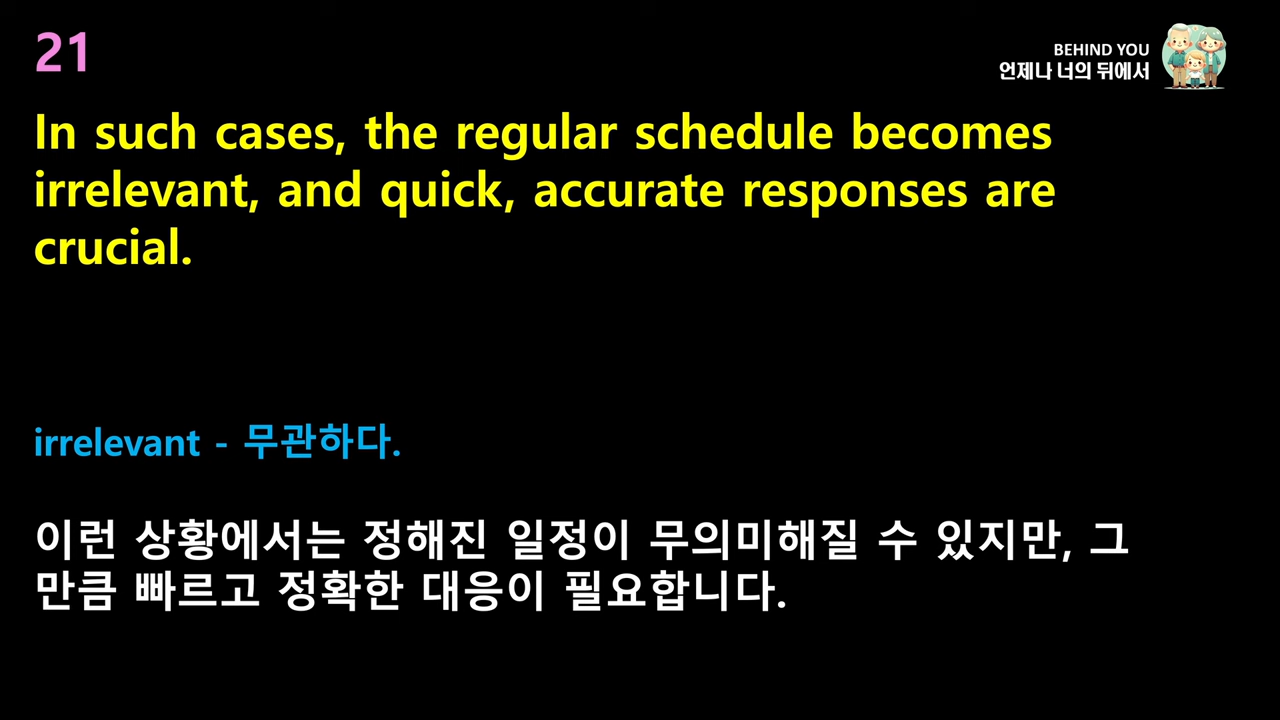 21
BEHIND YOU
언제나 너의 뒤에서
In such cases, the regular schedule becomes
irrelevant, and quick, accurate responses are
crucial.
irrelevant - 무관하다.
이런 상황에서는 정해진 일정이 무의미해질 수 있지만, 그
만큼 빠르고 정확한 대응이 필요합니다.